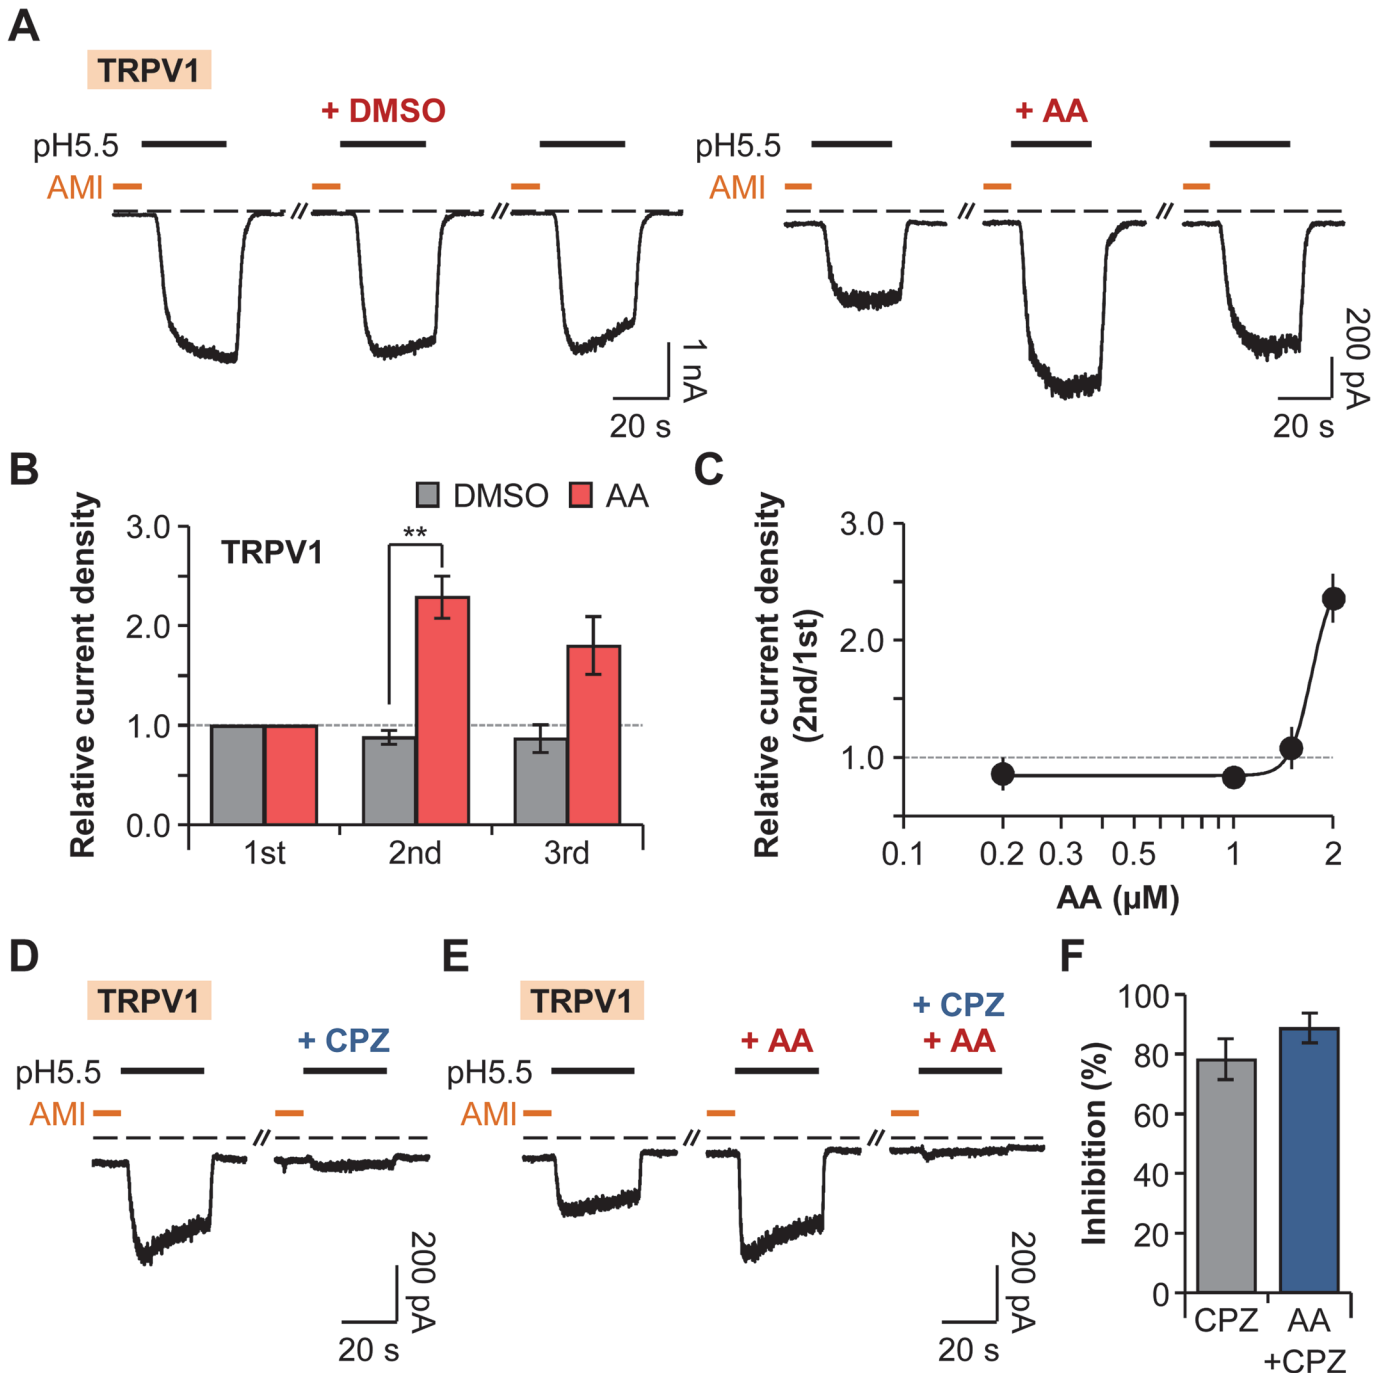 A
TRPV1
+ DMSO
+ AA
pH5.5
pH5.5
AMI
AMI
1 nA
20 s
200 pA
20 s
B
DMSO
AA
TRPV1
**
Relative current density
3.0
2.0
1.0
0.0
1st
2nd
3rd
C
Relative current density
(2nd/1st)
3.0
2.0
1.0
0.1
0.2
0.3
0.5
1
2
AA (µM)
D
TRPV1
+ CPZ
pH5.5
AMI
200 pA
20 s
E
TRPV1
+ AA
+ CPZ
+ AA
pH5.5
AMI
200 pA
20 s
F
Inhibition (%)
100
80
60
40
20
0
CPZ
AA
+CPZ